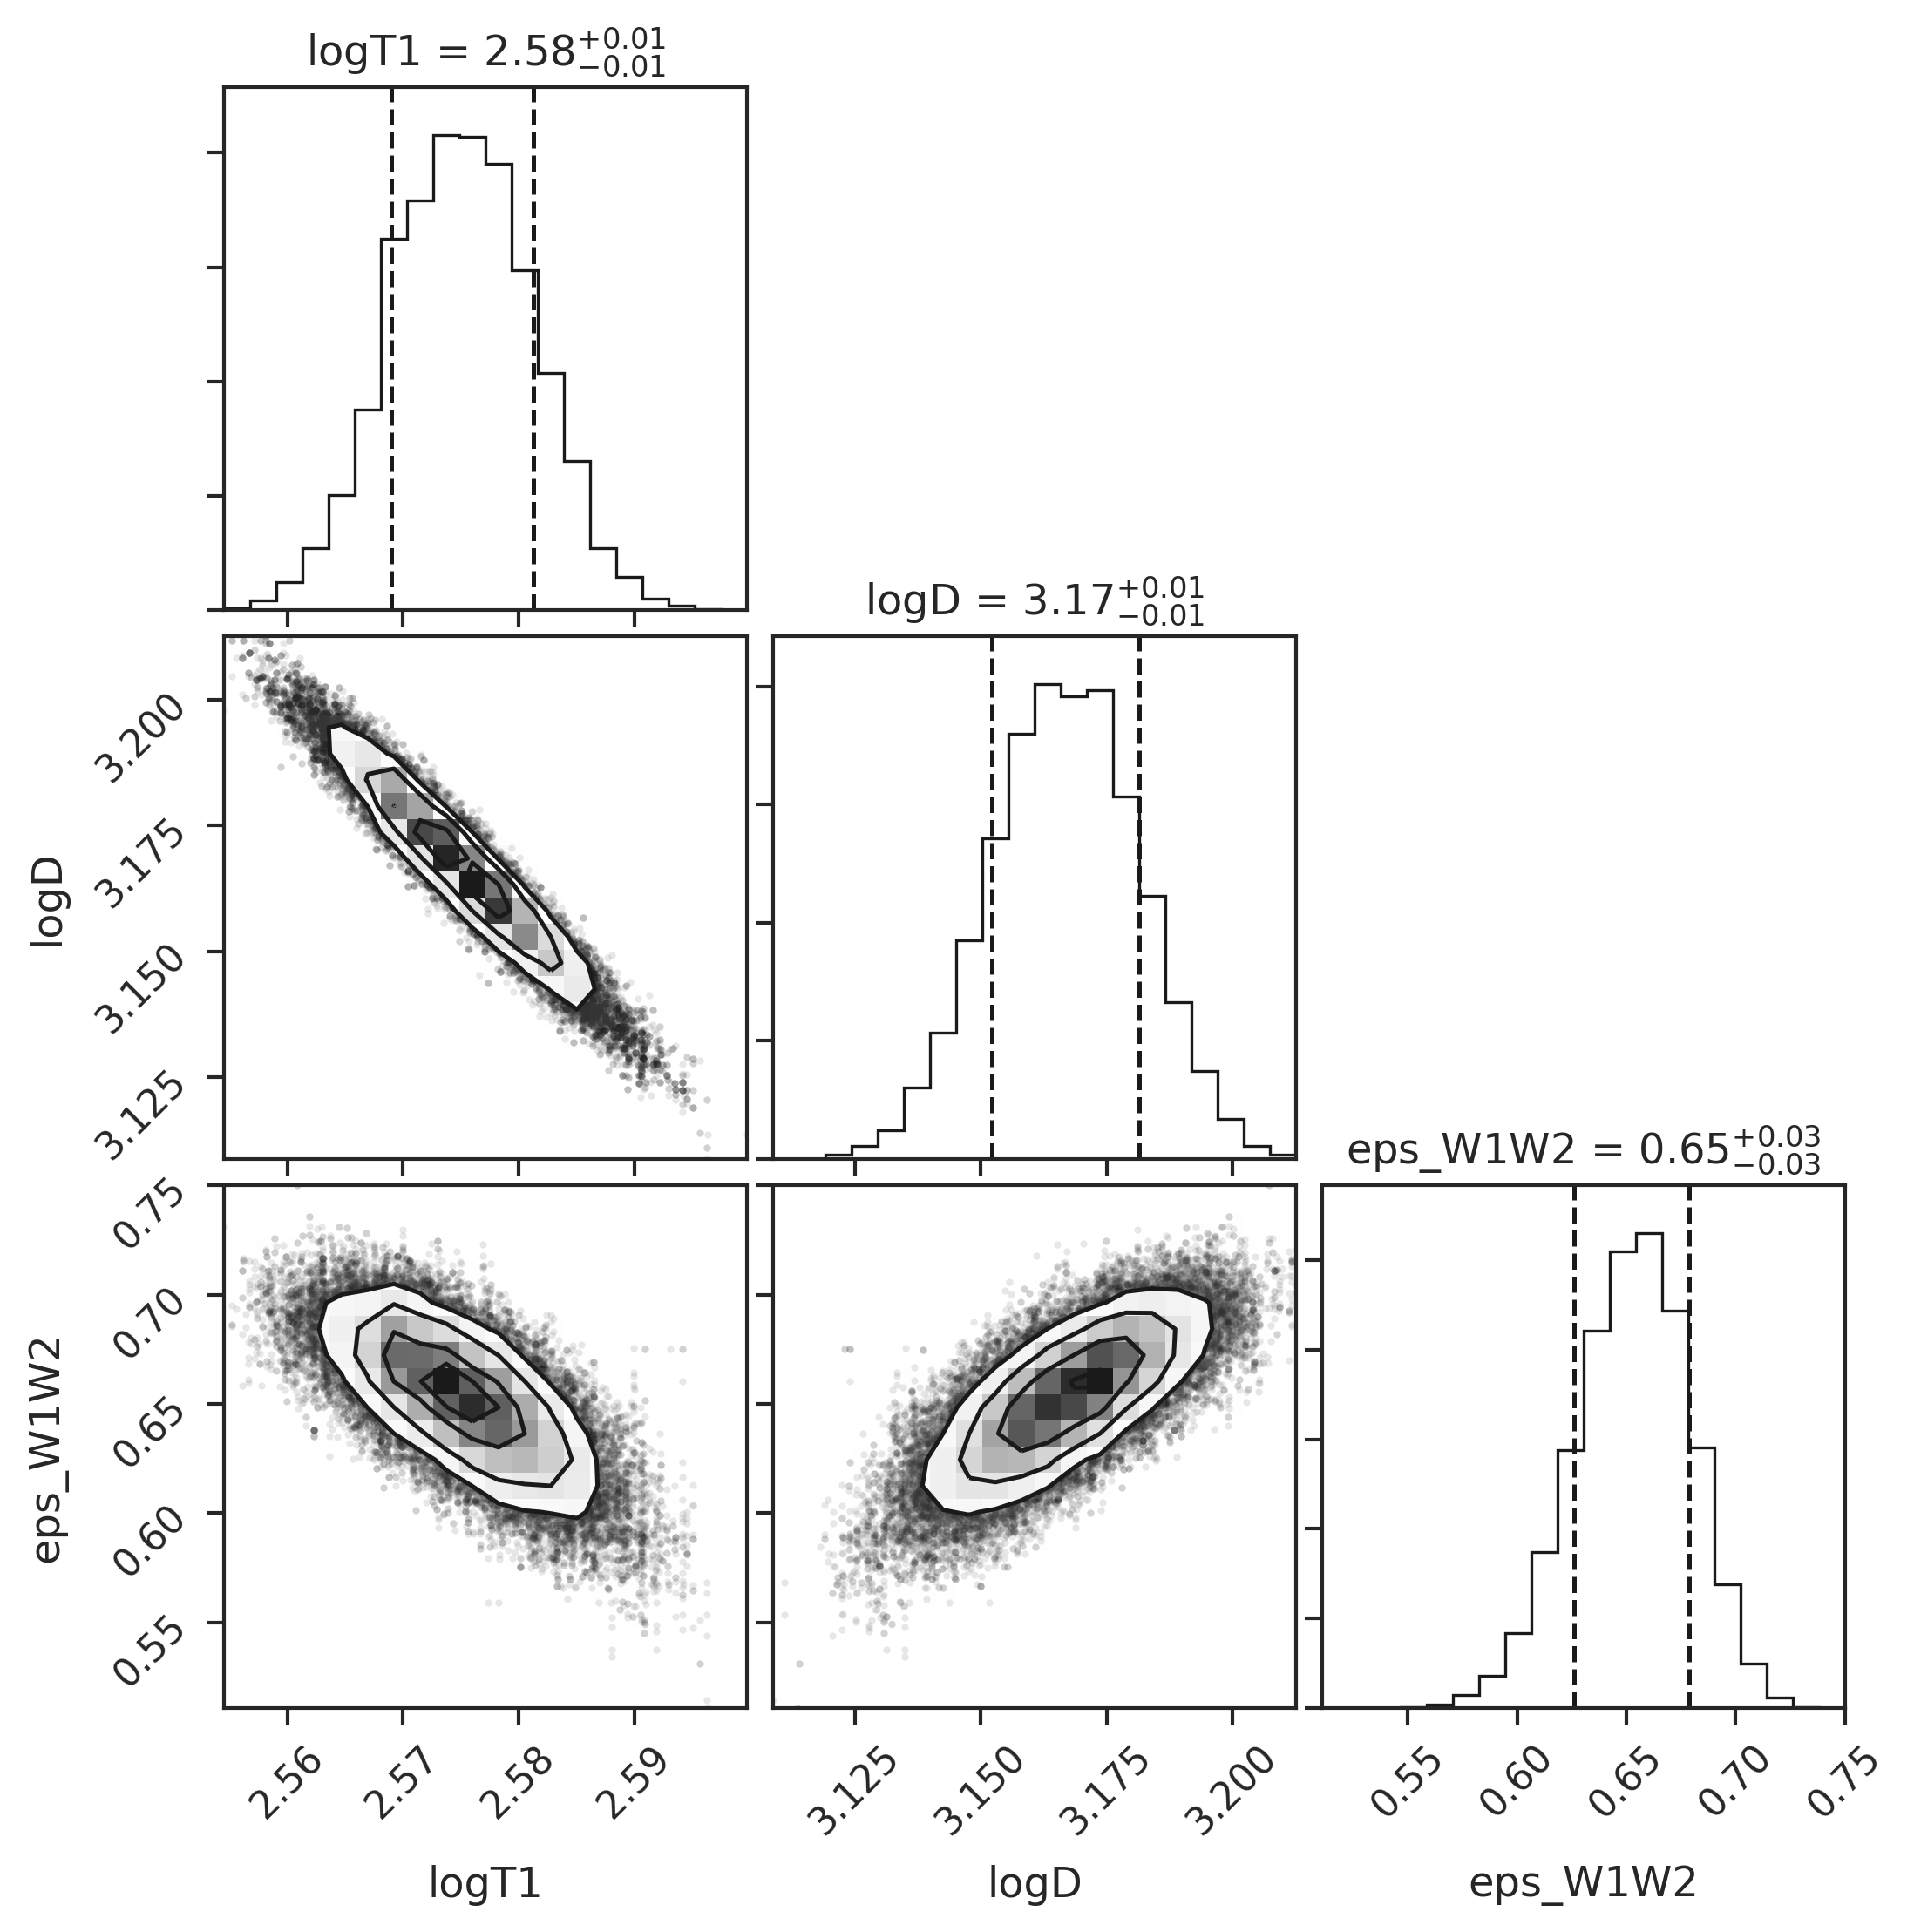 logT1 = 2.58+0.01−0.01
logD = 3.17+0.01−0.01
logD
3.200
3.175
3.150
3.125
eps_W1W2 = 0.65+0.03−0.03
eps_W1W2
0.75
0.70
0.65
0.60
0.55
2.56 2.57 2.58 2.59
3.125 3.150 3.175 3.200
0.55 0.60 0.65 0.70 0.75
logT1
logD
eps_W1W2